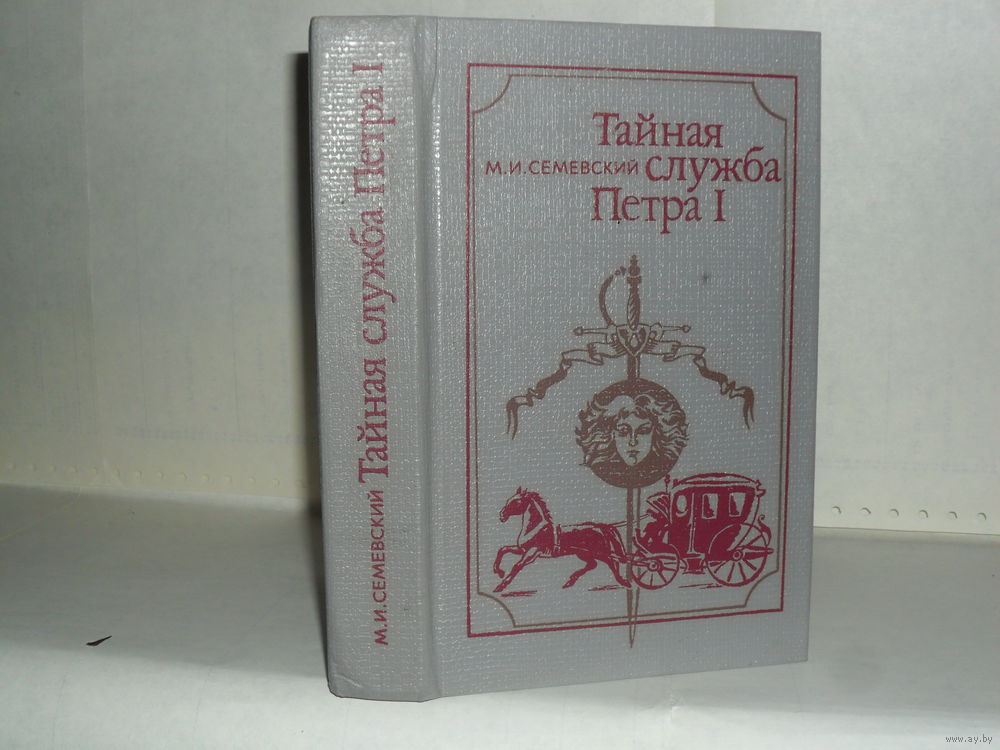 М.И.СЕМЕВСКИЙ Тайная служба Петра I
Тайная
М.И.СЕМЕВСКИЙ служба
Петра I
www.ay.by